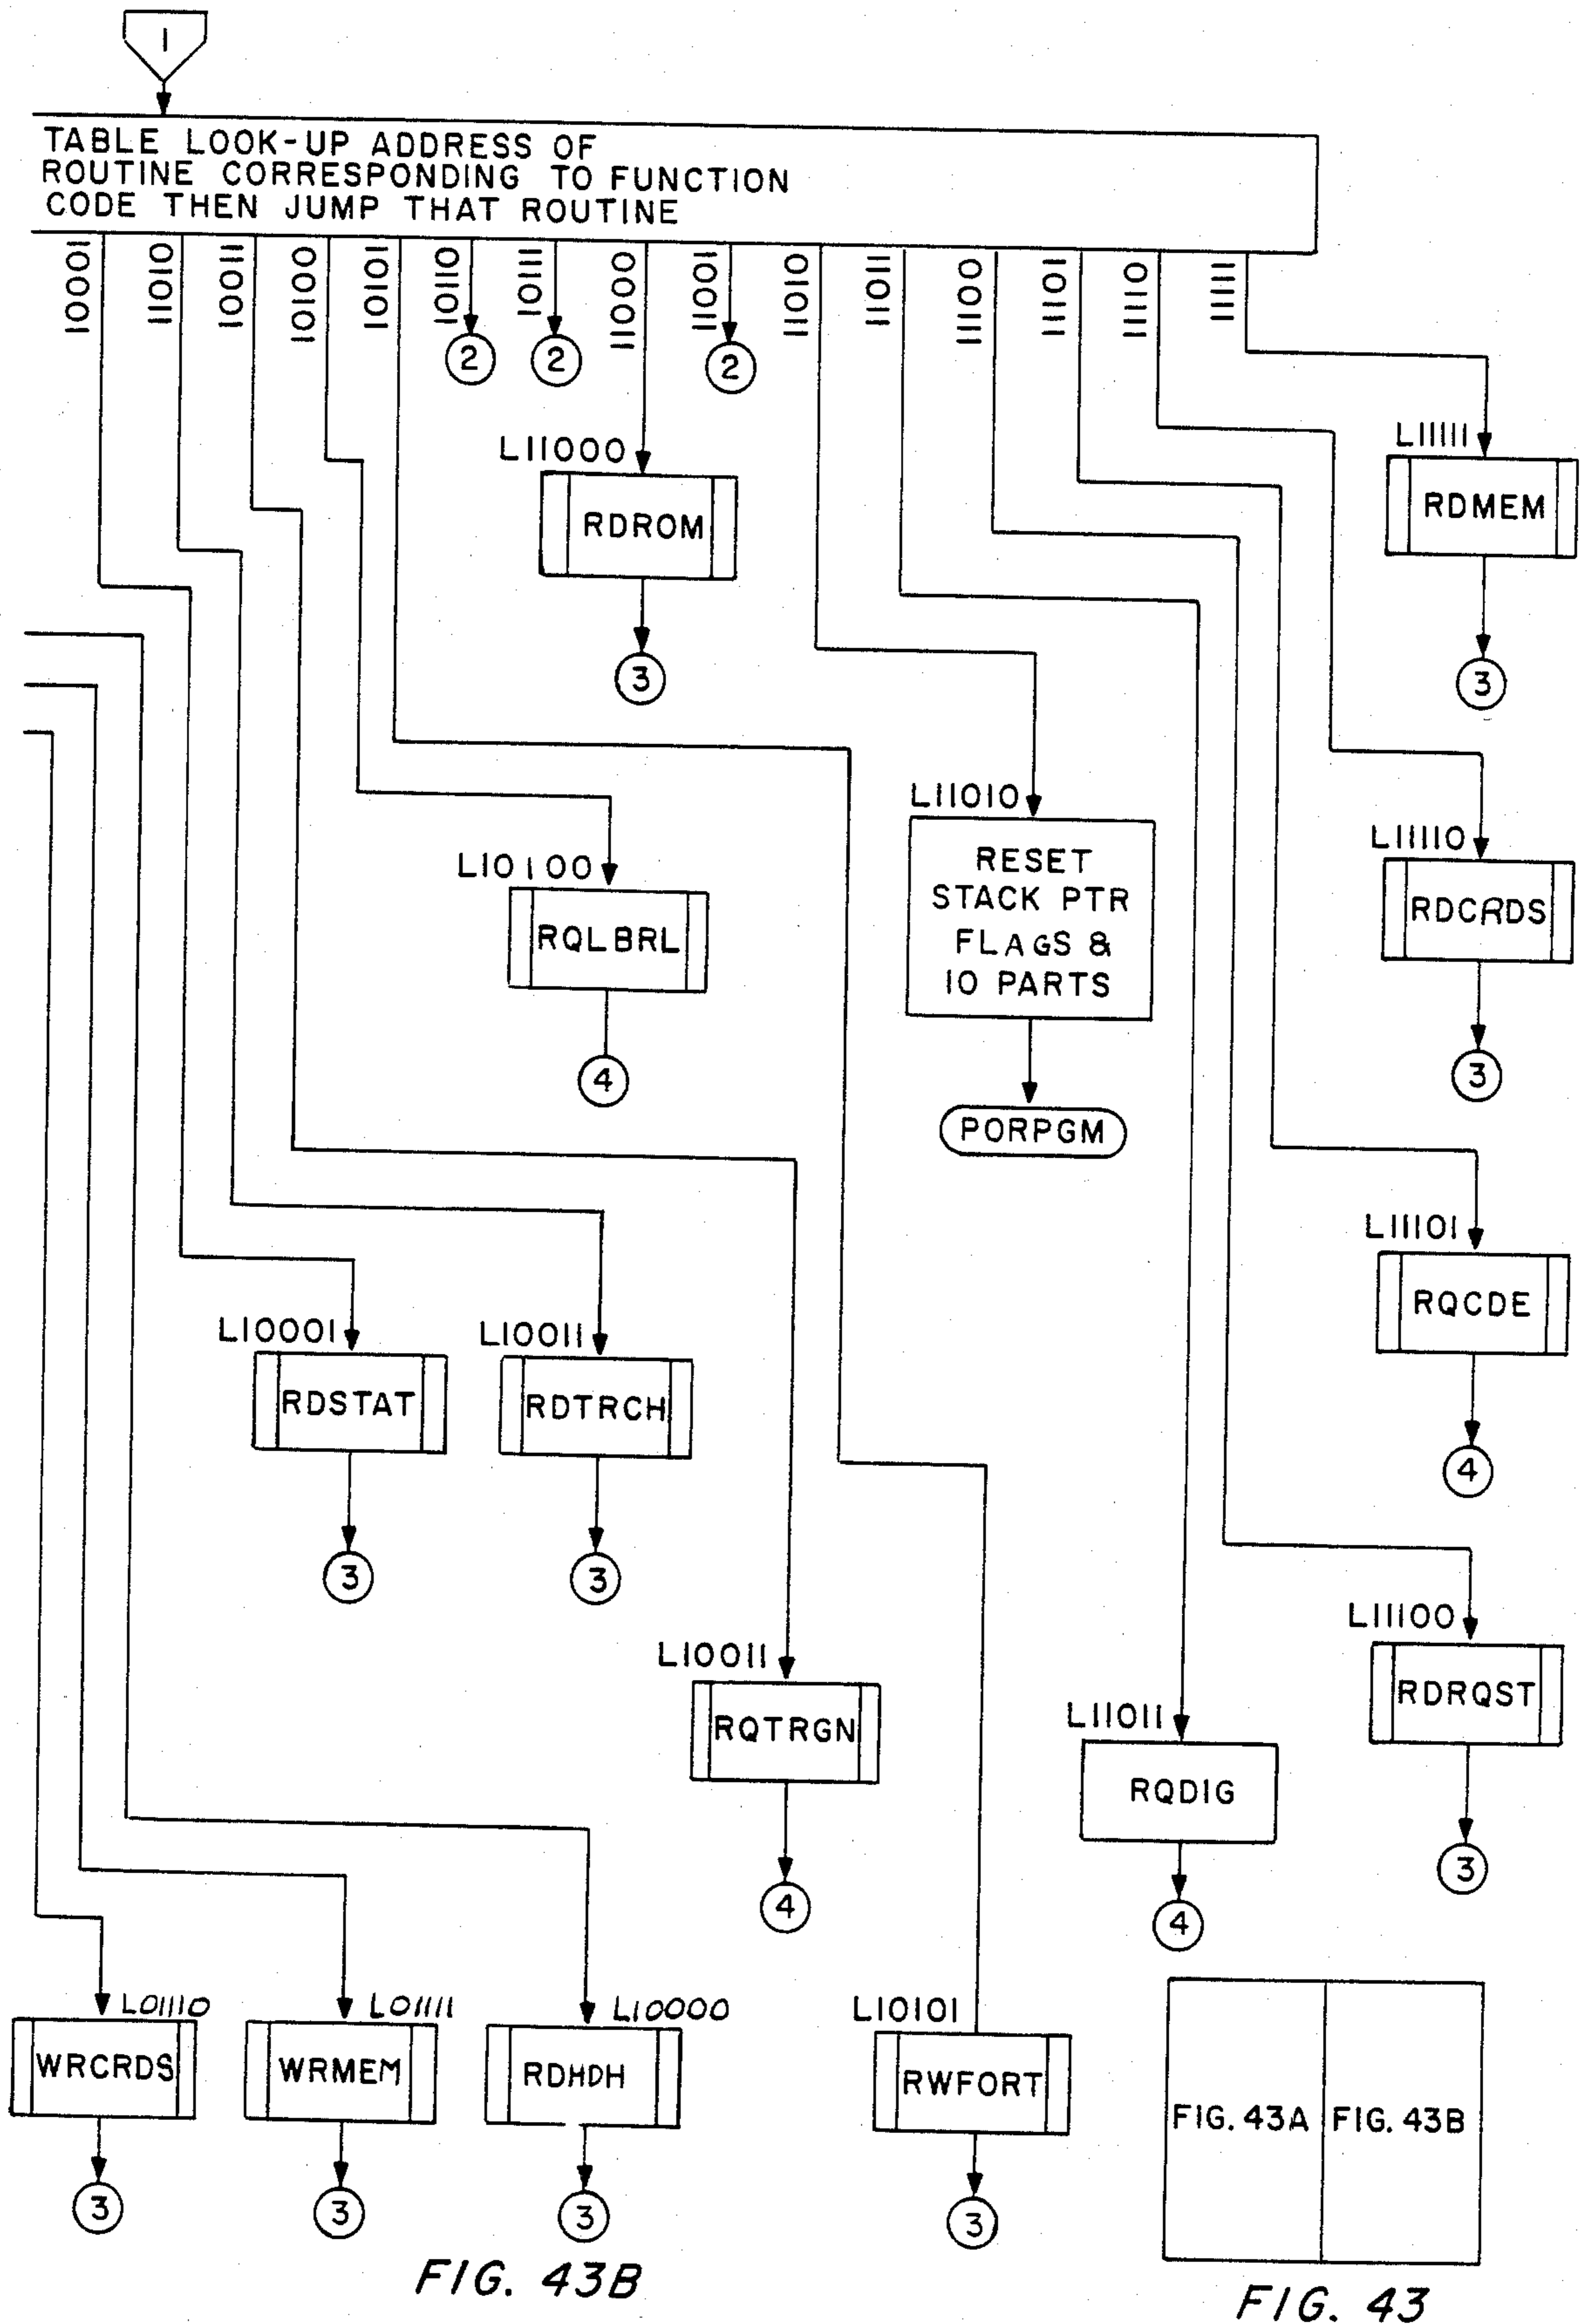 1
TABLE LOOK-UP ADDRESS OF
ROUTINE CORRESPONDING TO FUNCTION
CODE THEN JUMP THAT ROUTINE
10001
11010
10011
10100
10101
10110
10111
11000
11001
11010
11011
11100
11101
11110
11111
2
2
2
L11000
RDROM
3
L11111
RDMEM
3
L11010
RESET
STACK PTR
FLAGS &
IO PARTS
PORPGM
L10100
RQLBRL
4
L11110
RDCRDS
3
L11101
RQCDE
4
L10001
RDSTAT
3
L10011
RDTRCH
3
L10011
RQTRGN
4
L11011
RQDIG
4
L11100
RDRQST
3
L01110
WRCRDS
3
L01111
WRMEM
3
L10000
RDHDH
3
L10101
RWFORT
3
FIG. 43A
FIG. 43B
FIG. 43B
FIG. 43